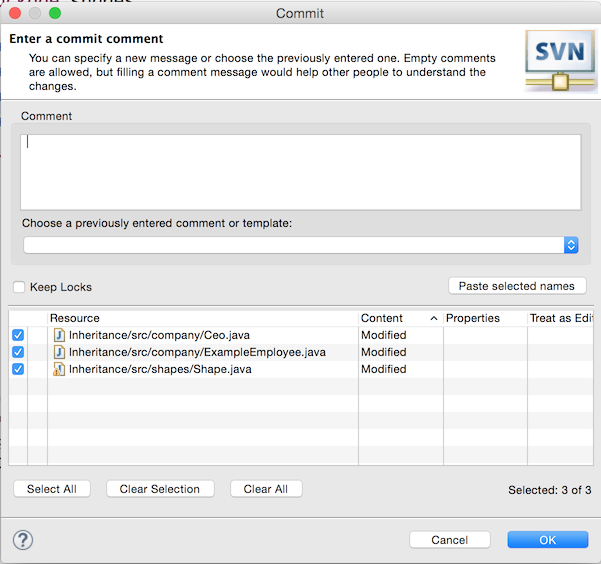 Commit
Enter a commit comment
You can specify a new message or choose the previously entered one. Empty comments
are allowed, but filling a comment message would help other people to understand the
changes.
SVN
Comment
Choose a previously entered comment or template:
Keep Locks
Paste selected names
Resource Content Properties Treat as Edi
Inheritance/src/company/Ceo.java Modified
Inheritance/src/company/ExampleEmployee.java Modified
Inheritance/src/shapes/Shape.java Modified
Select All Clear Selection Clear All Selected: 3 of 3
? Cancel OK